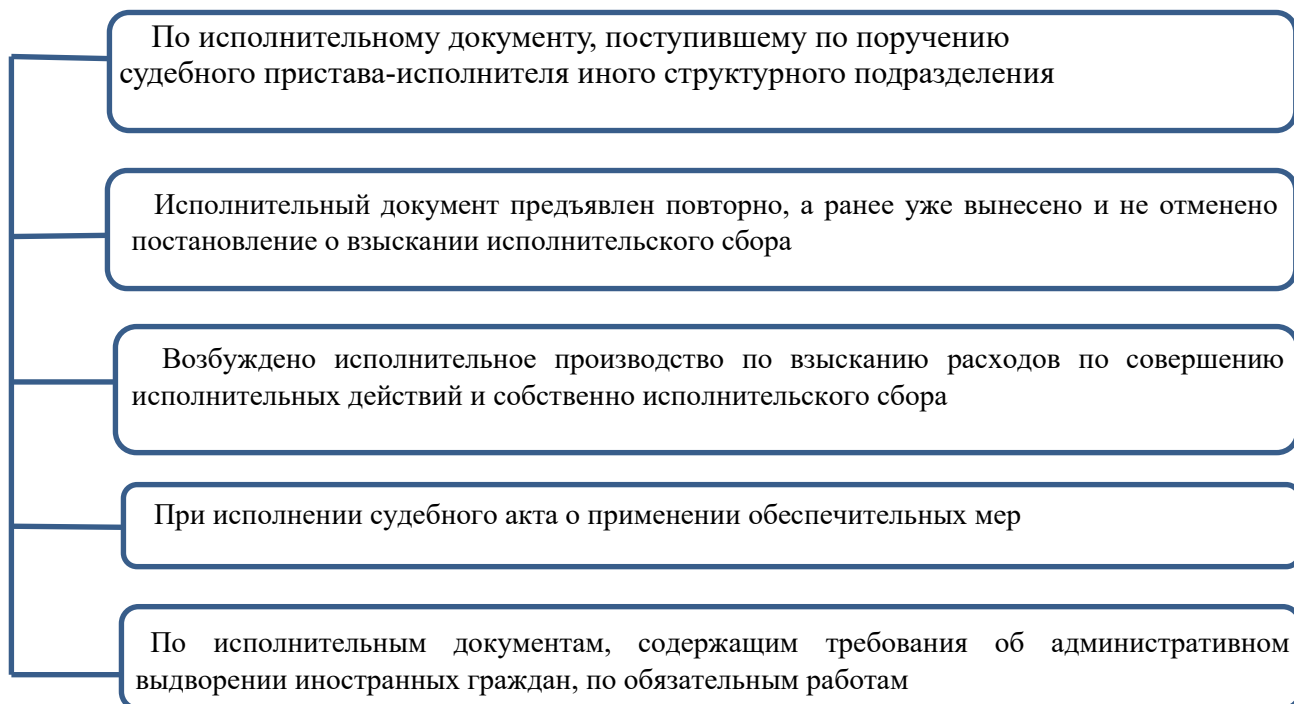 По исполнительному документу, поступившему по поручению
судебного пристава-исполнителя иного структурного подразделения
Исполнительный документ предъявлен повторно, а ранее уже вынесено и не отменено
постановление о взыскании исполнительского сбора
Возбуждено исполнительное производство по взысканию расходов по совершению
исполнительных действий и собственно исполнительского сбора
При исполнении судебного акта о применении обеспечительных мер
По исполнительным документам, содержащим требования об административном
выдворении иностранных граждан, по обязательным работам